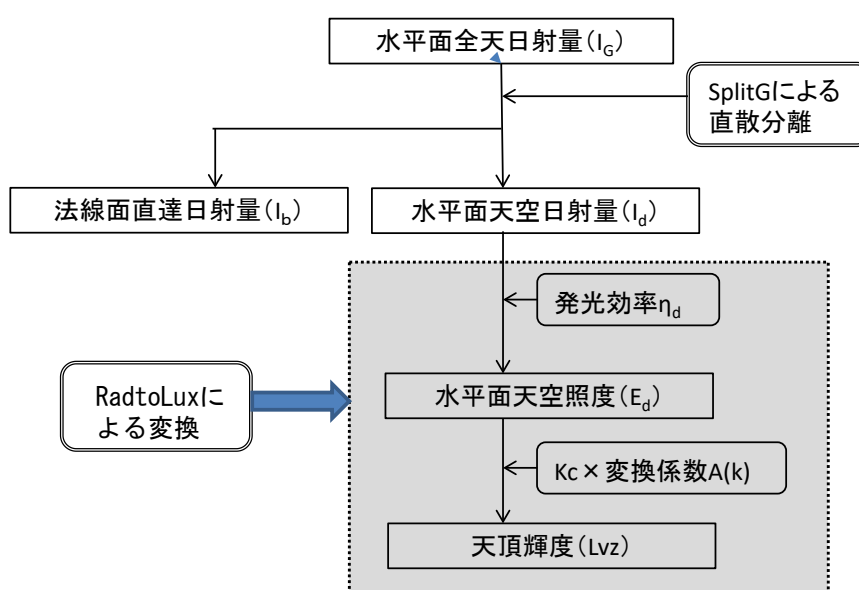 水平面全天日射量(IG)
SplitGによる
直散分離
法線面直達日射量(Ib)
水平面天空日射量(Id)
発光効率ηd
RadtoLuxに
よる変換
水平面天空照度(Ed)
Kc×変換係数A(k)
天頂輝度(Lvz)